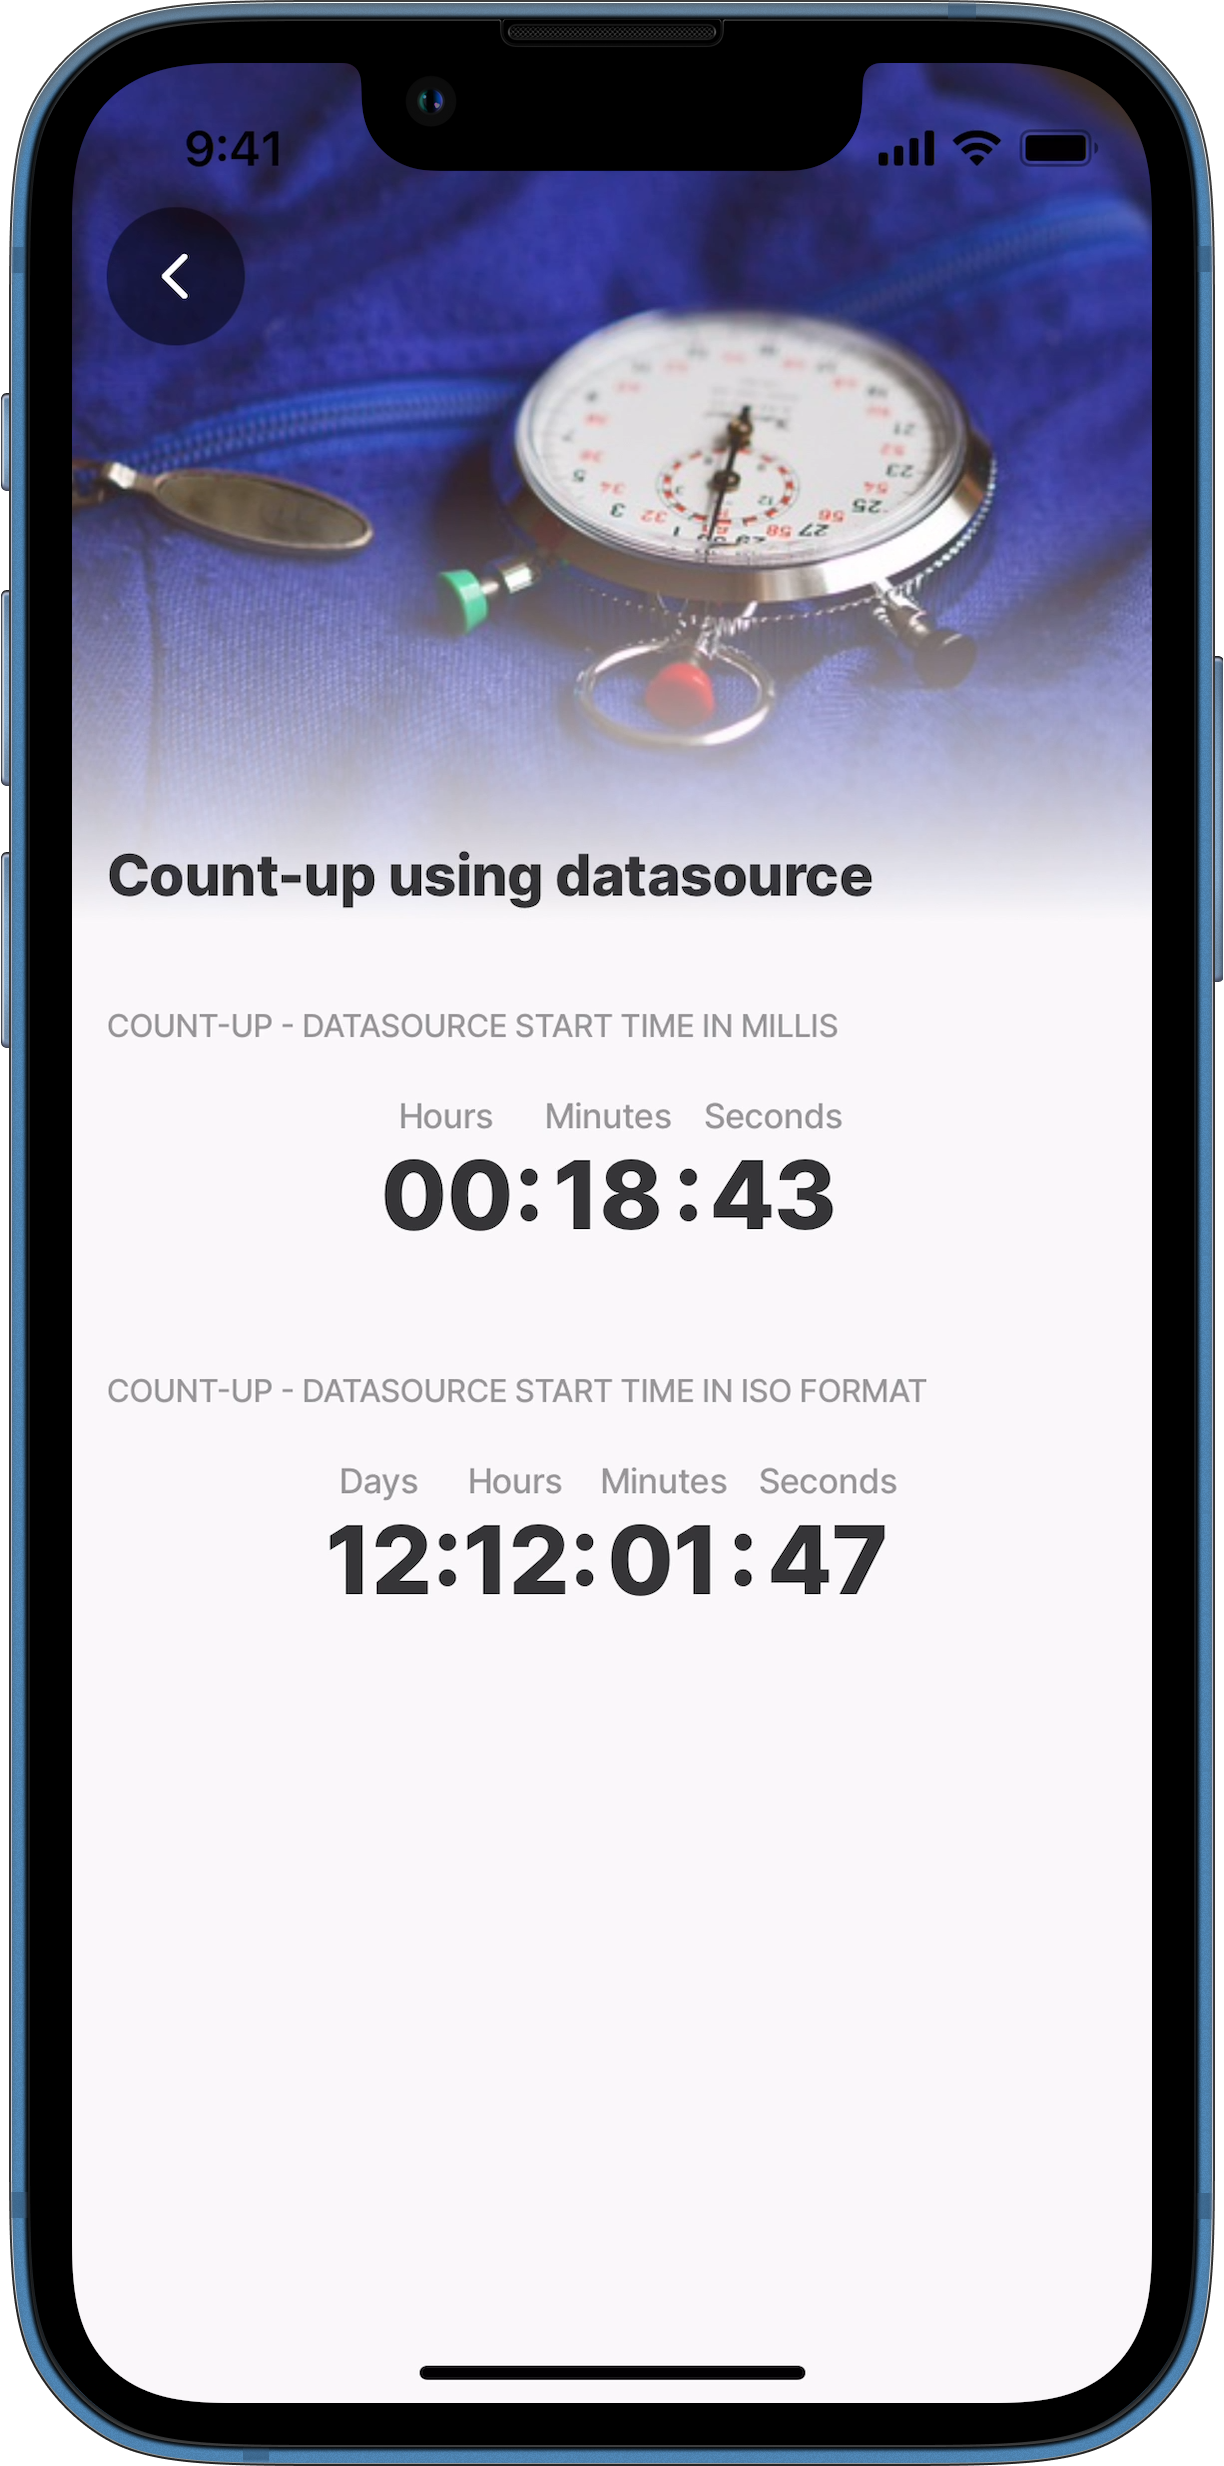 9:41
Count-up using datasource
COUNT-UP - DATASOURCE START TIME IN MILLIS
Hours Minutes Seconds
00:18:43
COUNT-UP - DATASOURCE START TIME IN ISO FORMAT
Days Hours Minutes Seconds
12:12:01:47